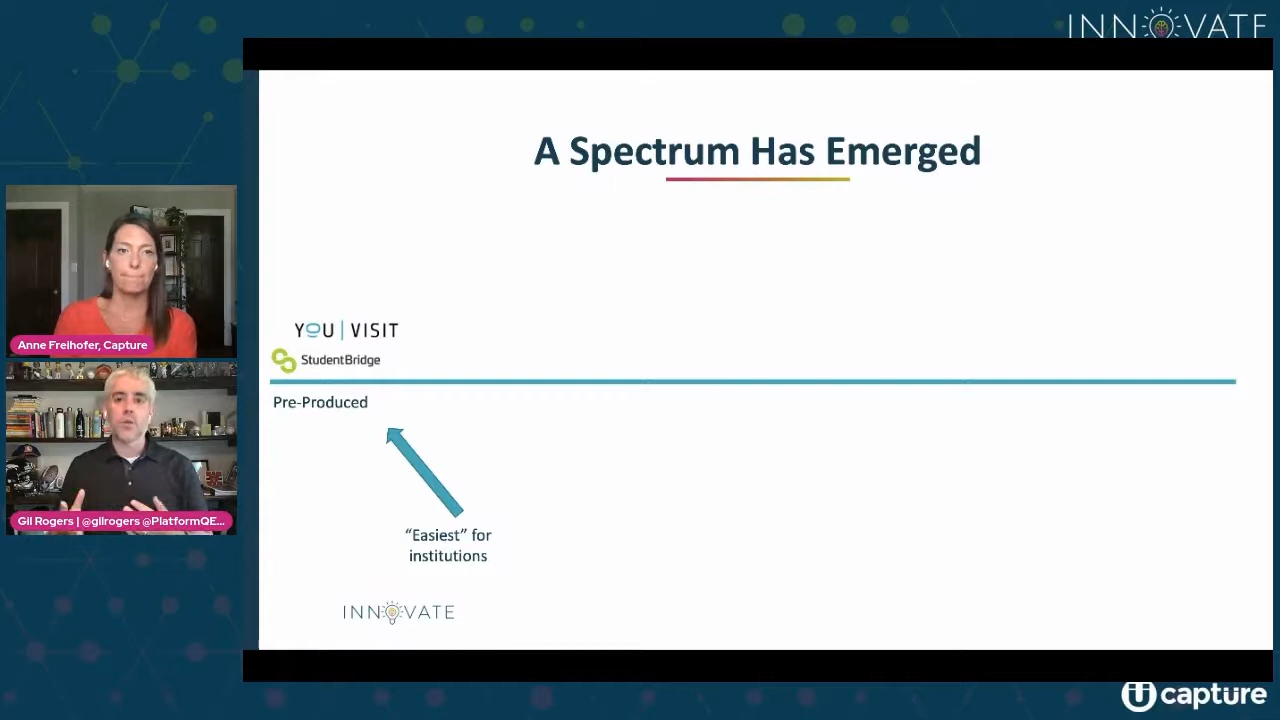 INNOVATE
A Spectrum Has Emerged
YOU | VISIT
StudentBridge
Pre-Produced
Anne Freihofer, Capture
Gil Rogers | @gilrogers @PlatformQE...
"Easiest" for
institutions
INNOVATE
capture